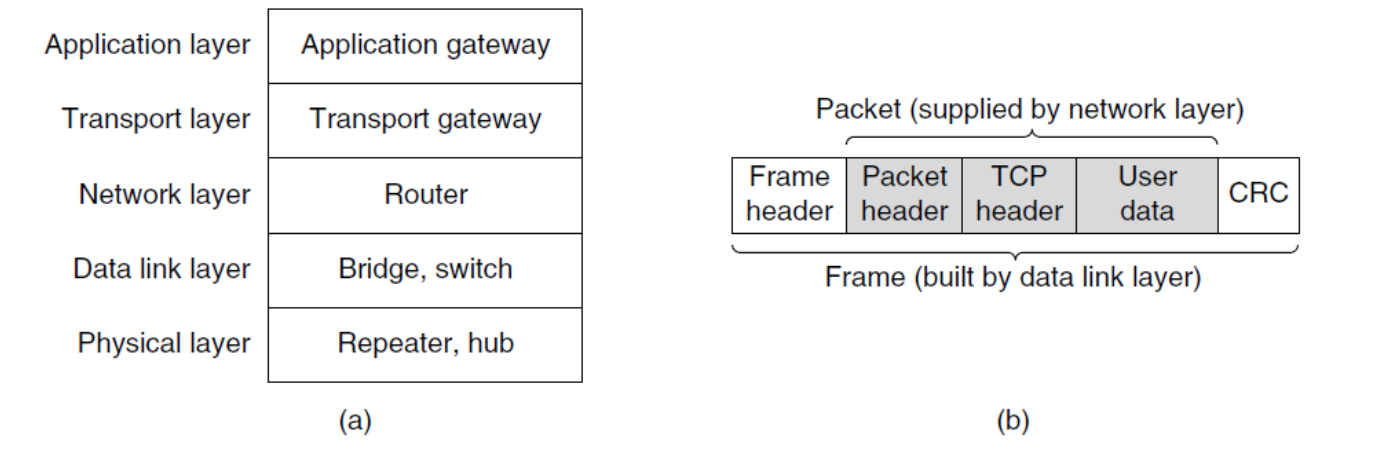 Application layer Application gateway
Transport layer Transport gateway
Network layer Router
Data link layer Bridge, switch
Physical layer Repeater, hub
(a)
Packet (supplied by network layer)
Frame Packet TCP User
header header header data CRC
Frame (built by data link layer)
(b)